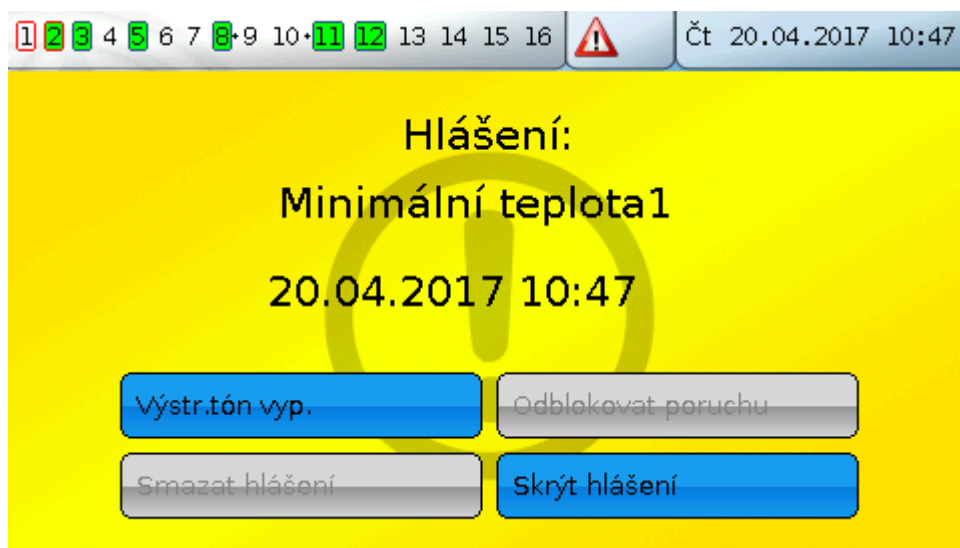 1 2 3 4 5 6 7 8 9 10 11 12 13 14 15 16 Čt 20.04.2017 10:47
Hlášení:
Minimální teplota1
20.04.2017 10:47
Výstr.tón vyp. Odblokovat poruchu
Smazat hlášení Skrýt hlášení